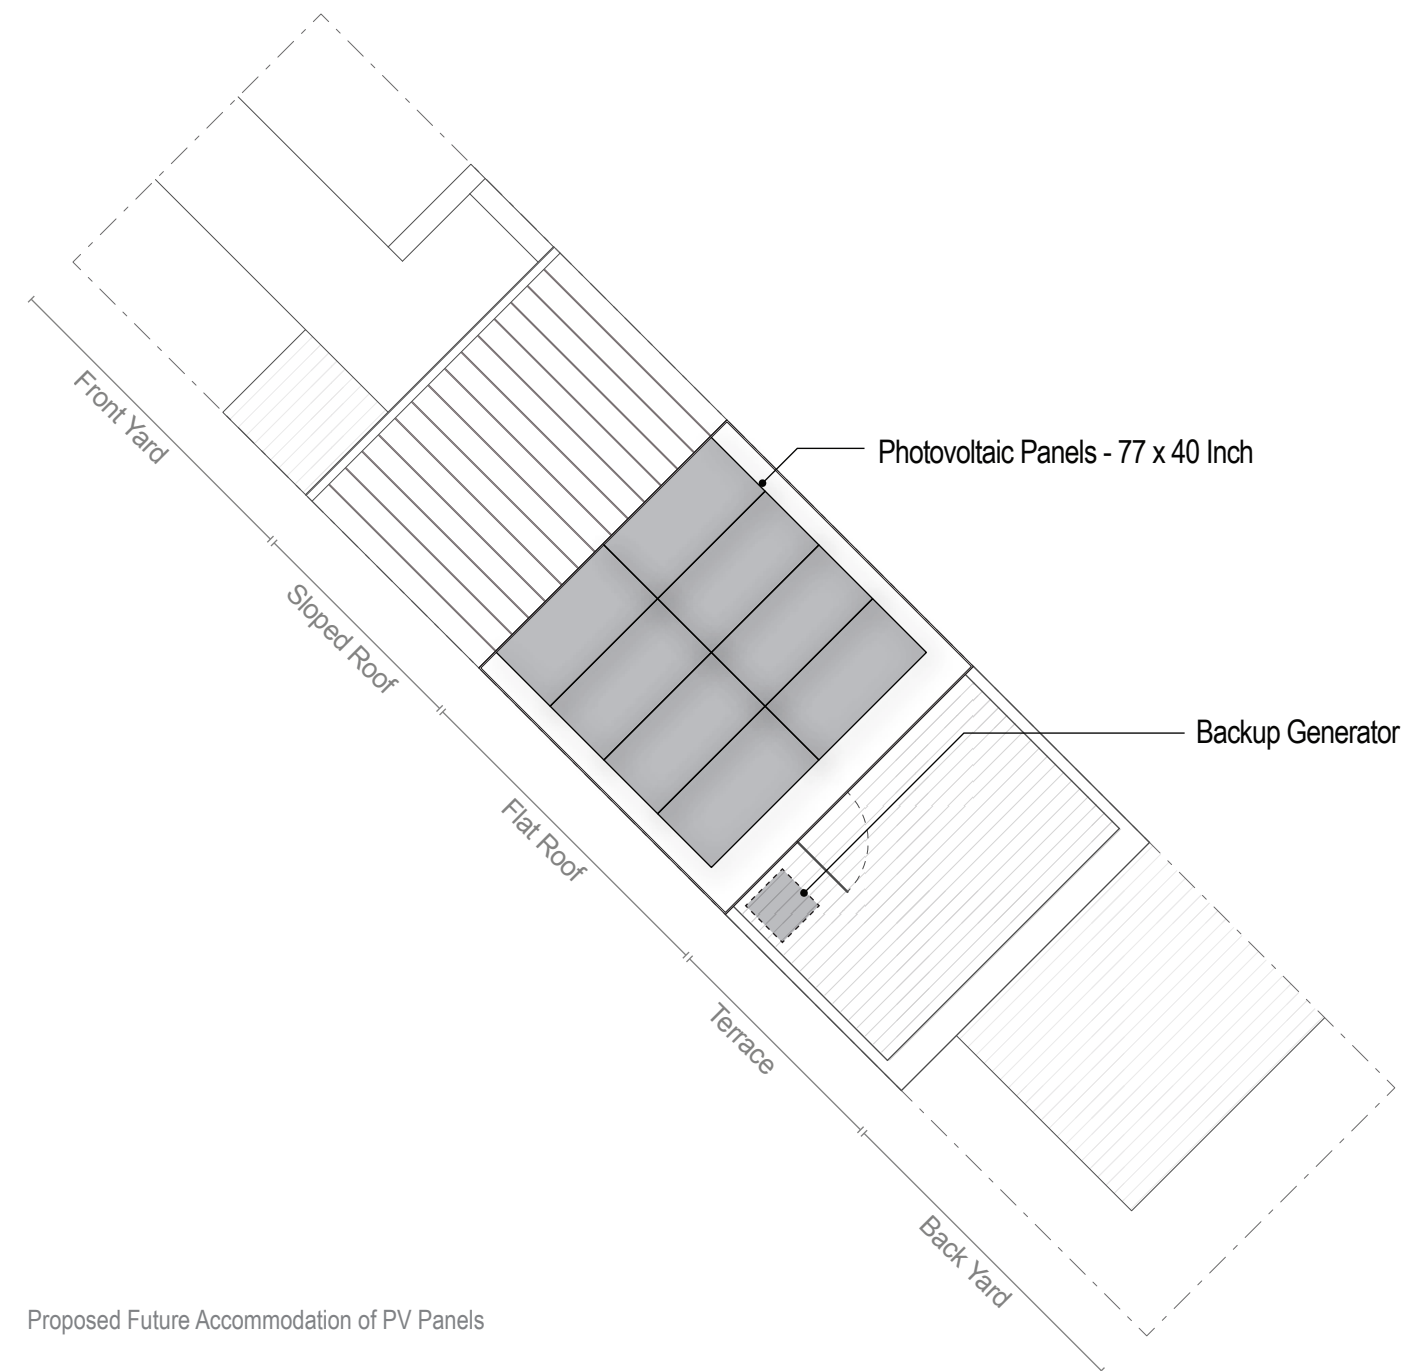 Front Yard
Photovoltaic Panels - 77 x 40 Inch
Sloped Roof
Backup Generator
Flat Roof
Terrace
Back Yard
Proposed Future Accommodation of PV Panels